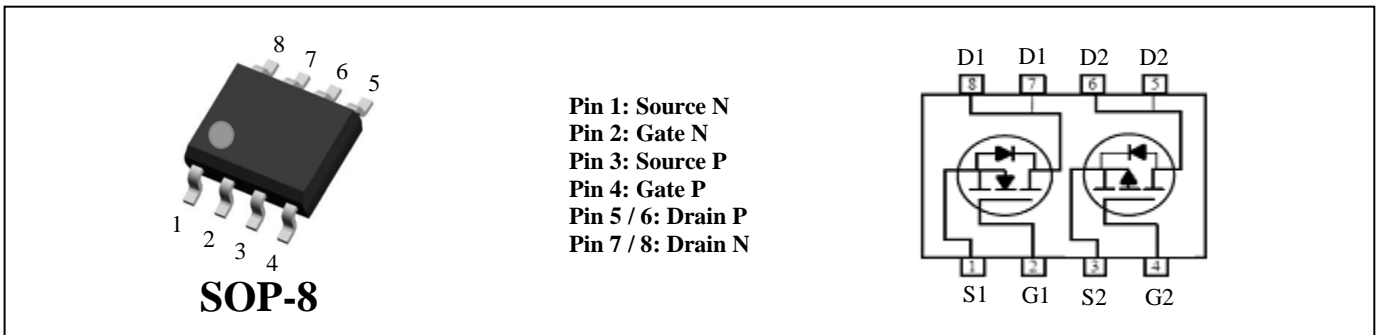 8
7
6
5
1
2
3
4
SOP-8
Pin 1: Source N
Pin 2: Gate N
Pin 3: Source P
Pin 4: Gate P
Pin 5 / 6: Drain P
Pin 7 / 8: Drain N
D1 D1 D2 D2
8 7 6 5
1 2 3 4
S1 G1 S2 G2